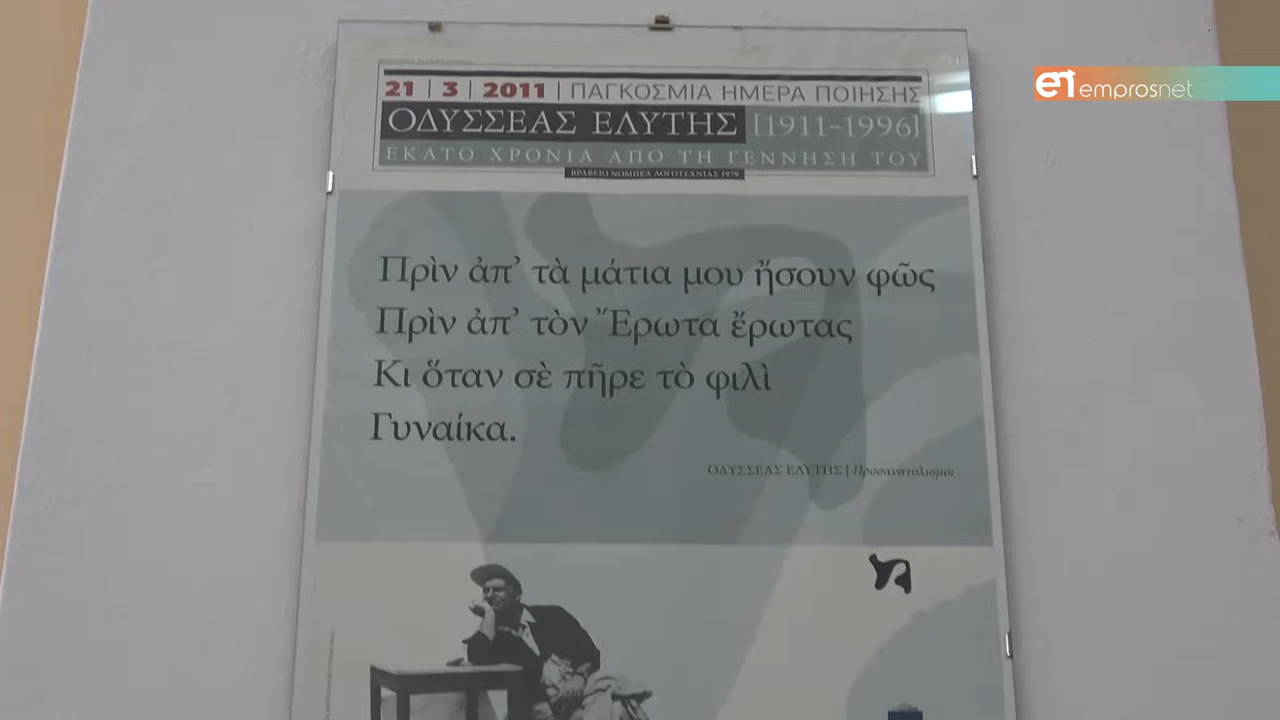 21 | 3 | 2011 | ΠΑΓΚΟΣΜΙΑ ΗΜΕΡΑ ΠΟΙΗΣΗΣ
ΟΔΥΣΣΕΑΣ ΕΛΥΤΗΣ [1911-1996]
ΕΚΑΤΟ ΧΡΟΝΙΑ ΑΠΟ ΤΗ ΓΕΝΝΗΣΗ ΤΟΥ
ΒΡΑΒΕΙΟ ΝΟΜΠΕΛ ΛΟΓΟΤΕΧΝΙΑΣ 1979
Πρὶν ἀπ’ τὰ μάτια μου ἤσουν φῶς
Πρὶν ἀπ’ τὸν Ἔρωτα ἔρωτας
Κι ὅταν σὲ πῆρε τὸ φιλὶ
Γυναίκα.
ΟΔΥΣΣΕΑΣ ΕΛΥΤΗΣ | Προσανατολισμοι
en emprosnet